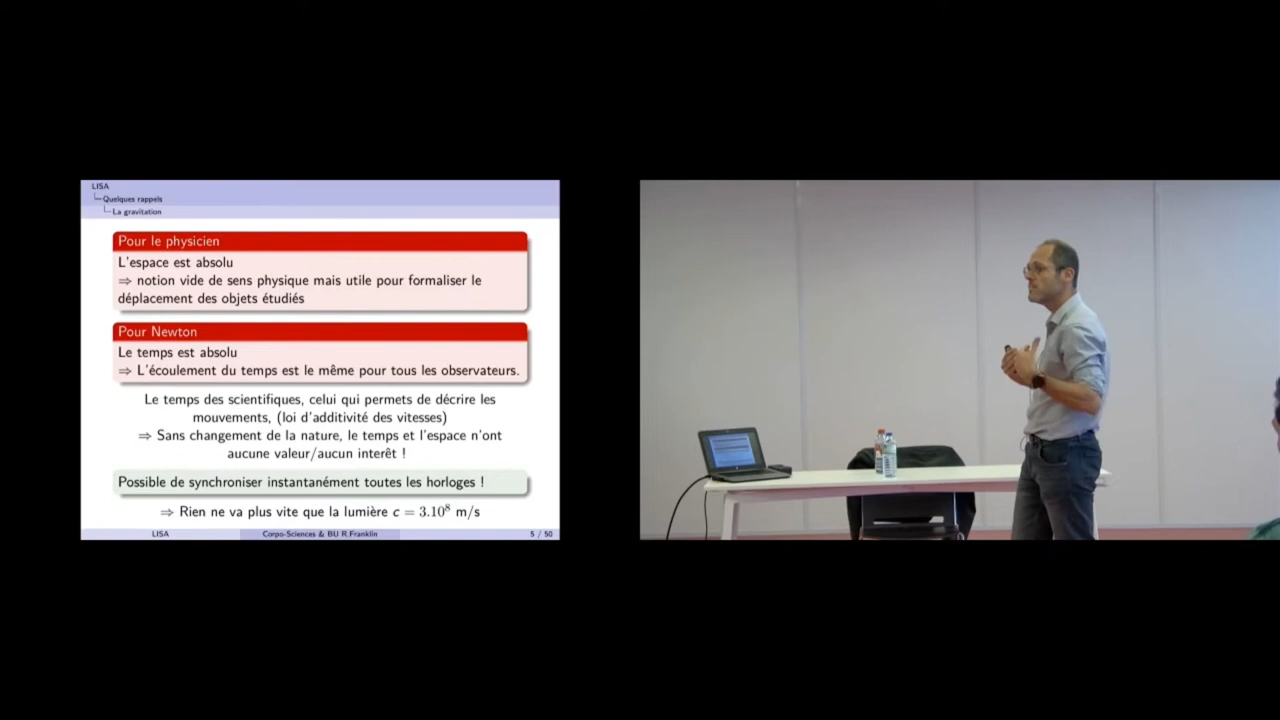 LISA
Quelques rappels
La gravitation
Pour le physicien
L'espace est absolu
⇒ notion vide de sens physique mais utile pour formaliser le
déplacement des objets étudiés
Pour Newton
Le temps est absolu
⇒ L'écoulement du temps est le même pour tous les observateurs.
Le temps des scientifiques, celui qui permets de décrire les
mouvements, (loi d'additivité des vitesses)
⇒ Sans changement de la nature, le temps et l'espace n'ont
aucune valeur/aucun interêt !
Possible de synchroniser instantanément toutes les horloges !
⇒ Rien ne va plus vite que la lumière c = 3.10⁸ m/s
LISA Corpo-Sciences & BU R.Franklin 5 / 50